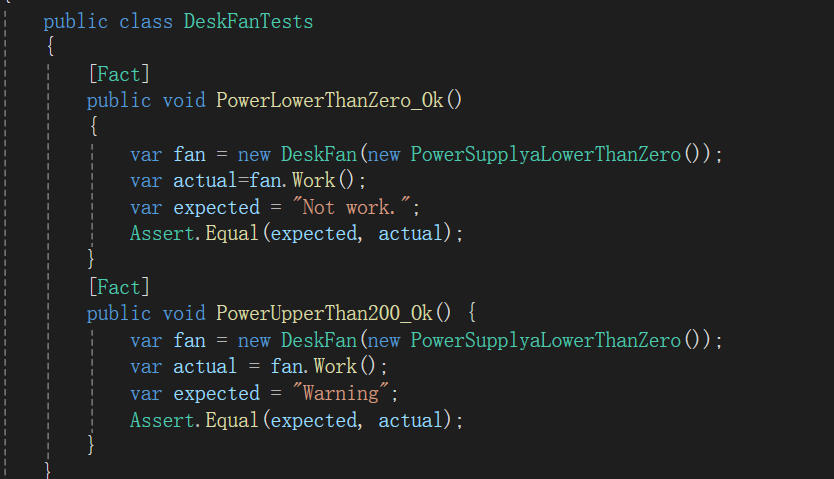 public class DeskFanTests
{
[Fact]
public void PowerLowerThanZero_Ok()
{
var fan = new DeskFan(new PowerSupplyaLowerThanZero());
var actual=fan.Work();
var expected = "Not work.";
Assert.Equal(expected, actual);
}
[Fact]
public void PowerUpperThan200_Ok() {
var fan = new DeskFan(new PowerSupplyaLowerThanZero());
var actual = fan.Work();
var expected = "Warning";
Assert.Equal(expected, actual);
}
}